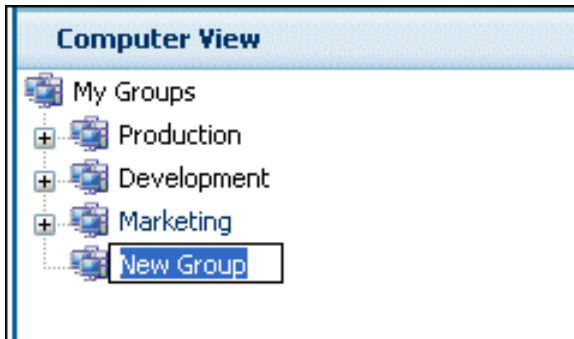 Computer View
My Groups
Production
Development
Marketing
New Group